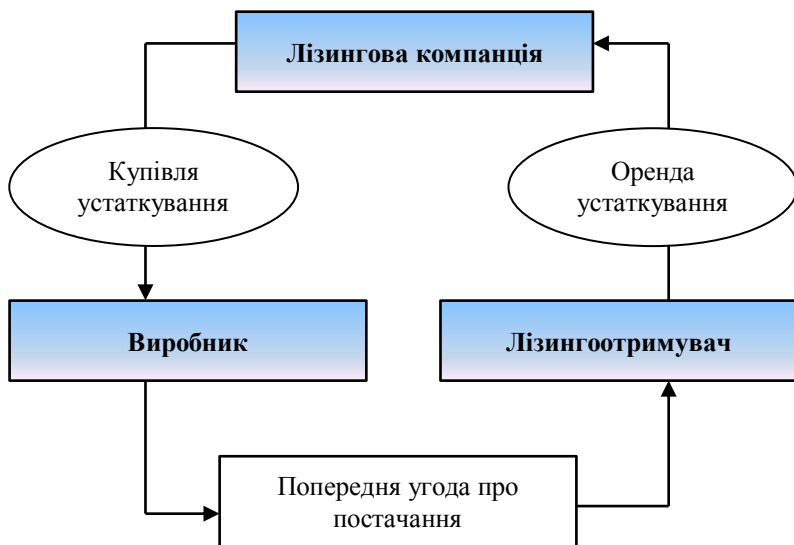 Лізингова компанція
Купівля
устаткування
Оренда
устаткування
Виробник
Лізингоотримувач
Попередня угода про
постачання